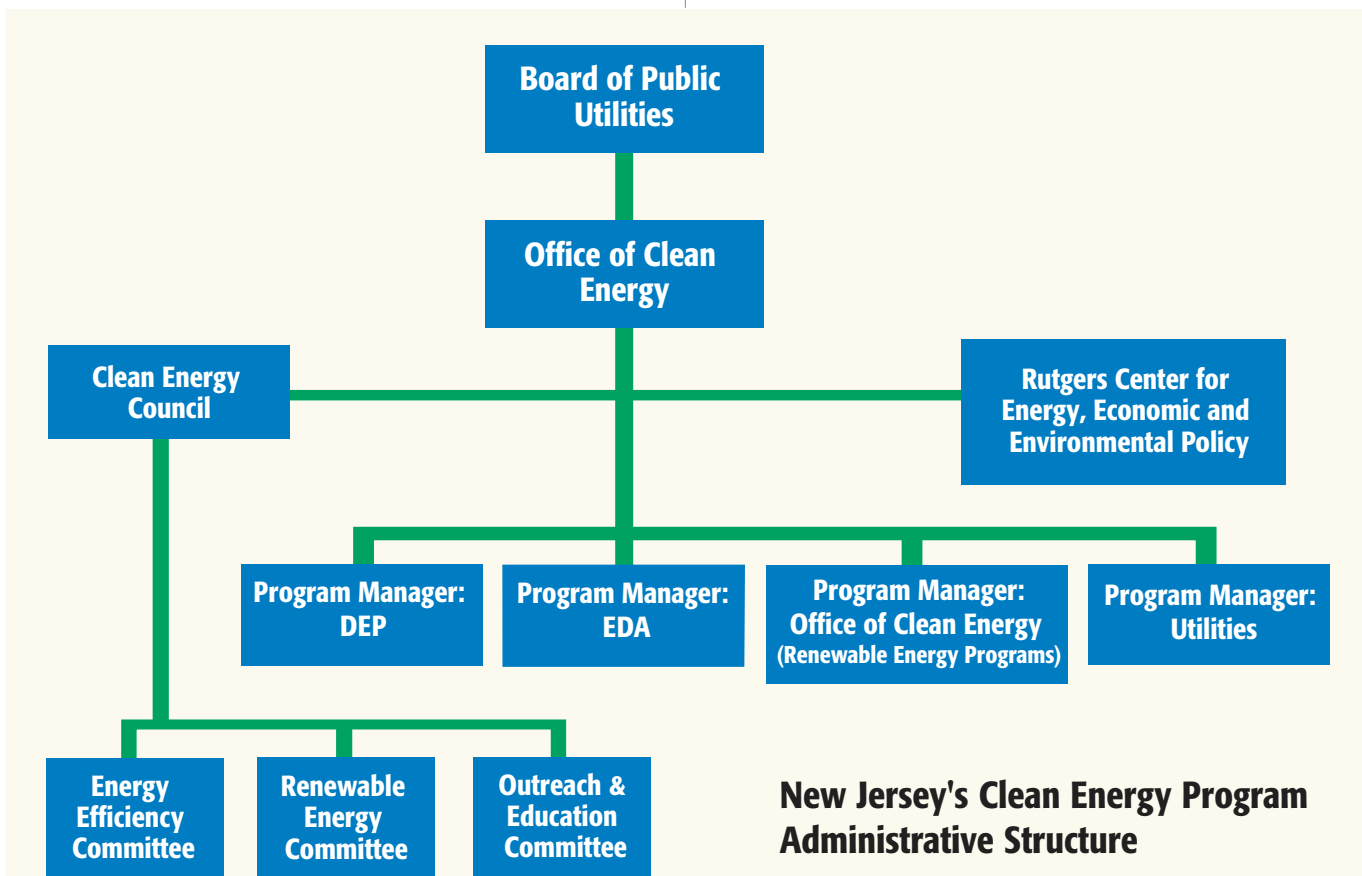 Board of Public
Utilities
Office of Clean
Energy
Clean Energy
Council
Rutgers Center for
Energy, Economic and
Environmental Policy
Program Manager:
DEP
Program Manager:
EDA
Program Manager:
Office of Clean Energy
(Renewable Energy Programs)
Program Manager:
Utilities
Energy
Efficiency
Committee
Renewable
Energy
Committee
Outreach &
Education
Committee
New Jersey's Clean Energy Program
Administrative Structure